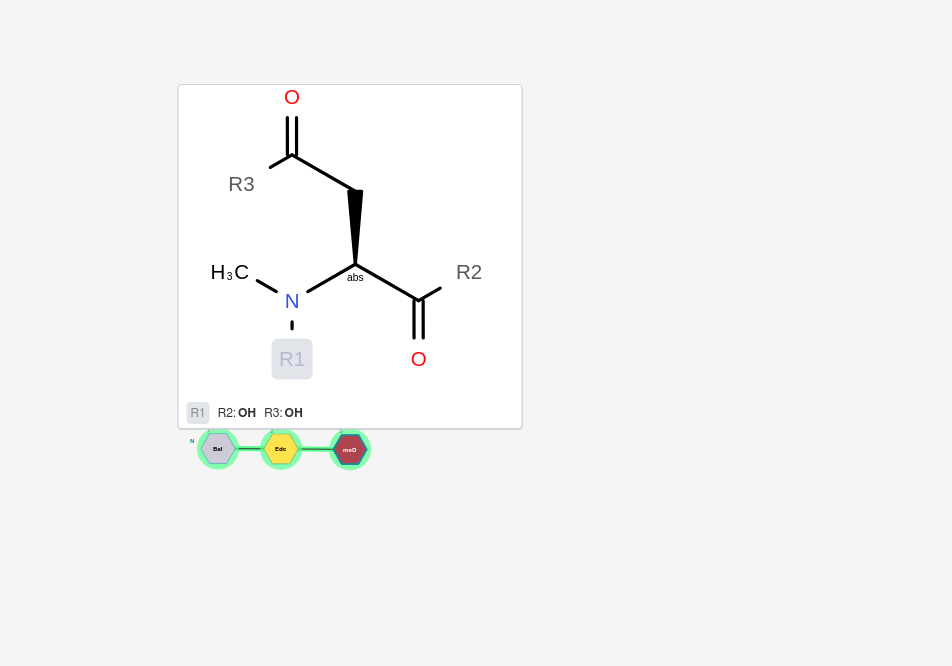 O
R3
H₃C
abs
R2
N
R1
O
R1 R2: OH R3: OH
N
Bal Edc meD